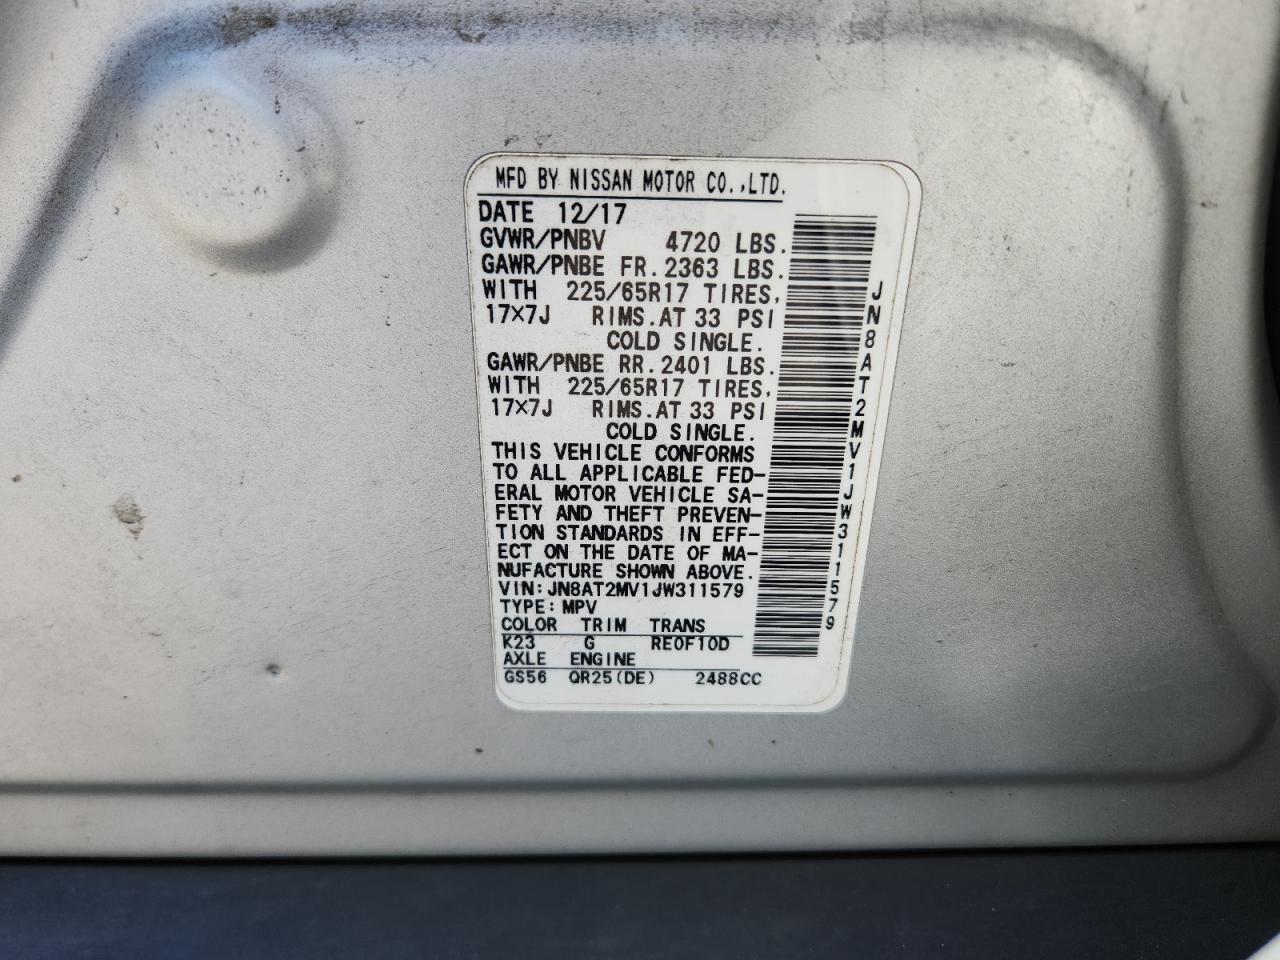 MFD BY NISSAN MOTOR CO.,LTD.
DATE 12/17
GVWR/PNBV 4720 LBS.
GAWR/PNBE FR.2363 LBS.
WITH 225/65R17 TIRES,
17×7J RIMS.AT 33 PSI
COLD SINGLE.
GAWR/PNBE RR.2401 LBS.
WITH 225/65R17 TIRES,
17×7J RIMS.AT 33 PSI
COLD SINGLE.
THIS VEHICLE CONFORMS
TO ALL APPLICABLE FED-
ERAL MOTOR VEHICLE SA-
FETY AND THEFT PREVEN-
TION STANDARDS IN EFF-
ECT ON THE DATE OF MA-
NUFACTURE SHOWN ABOVE.
VIN:JN8AT2MV1JW311579
TYPE:MPV
COLOR TRIM TRANS
K23 G RE0F10D
AXLE ENGINE
GS56 QR25(DE) 2488CC
JN8AT2MV1JW311579